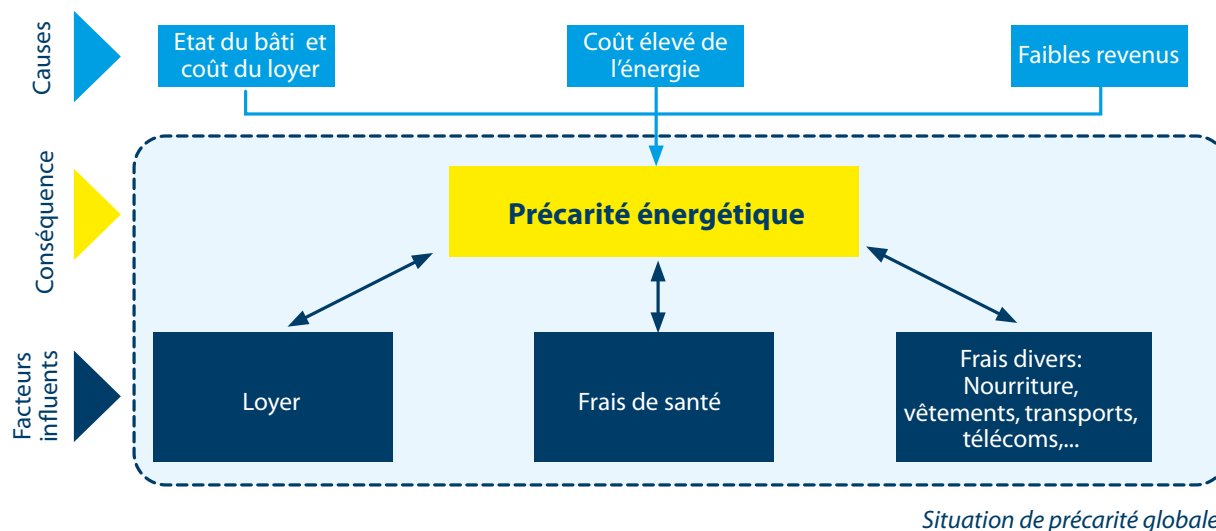 Causes
Etat du bâti et
coût du loyer
Coût élevé de
l'énergie
Faibles revenus
Conséquence
Précarité énergétique
Facteurs
influents
Loyer
Frais de santé
Frais divers:
Nourriture,
vêtements, transports,
télécoms,...
Situation de précarité globale